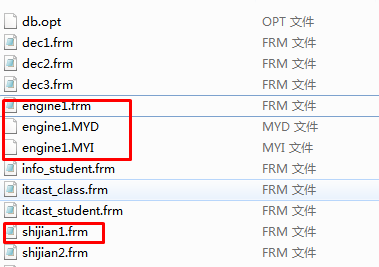 db.opt OPT 文件
dec1.frm FRM 文件
dec2.frm FRM 文件
dec3.frm FRM 文件
engine1.frm FRM 文件
engine1.MYD MYD 文件
engine1.MYI MYI 文件
info_student.frm FRM 文件
itcast_class.frm FRM 文件
itcast_student.frm FRM 文件
shijian1.frm FRM 文件
shijian2.frm FRM 文件